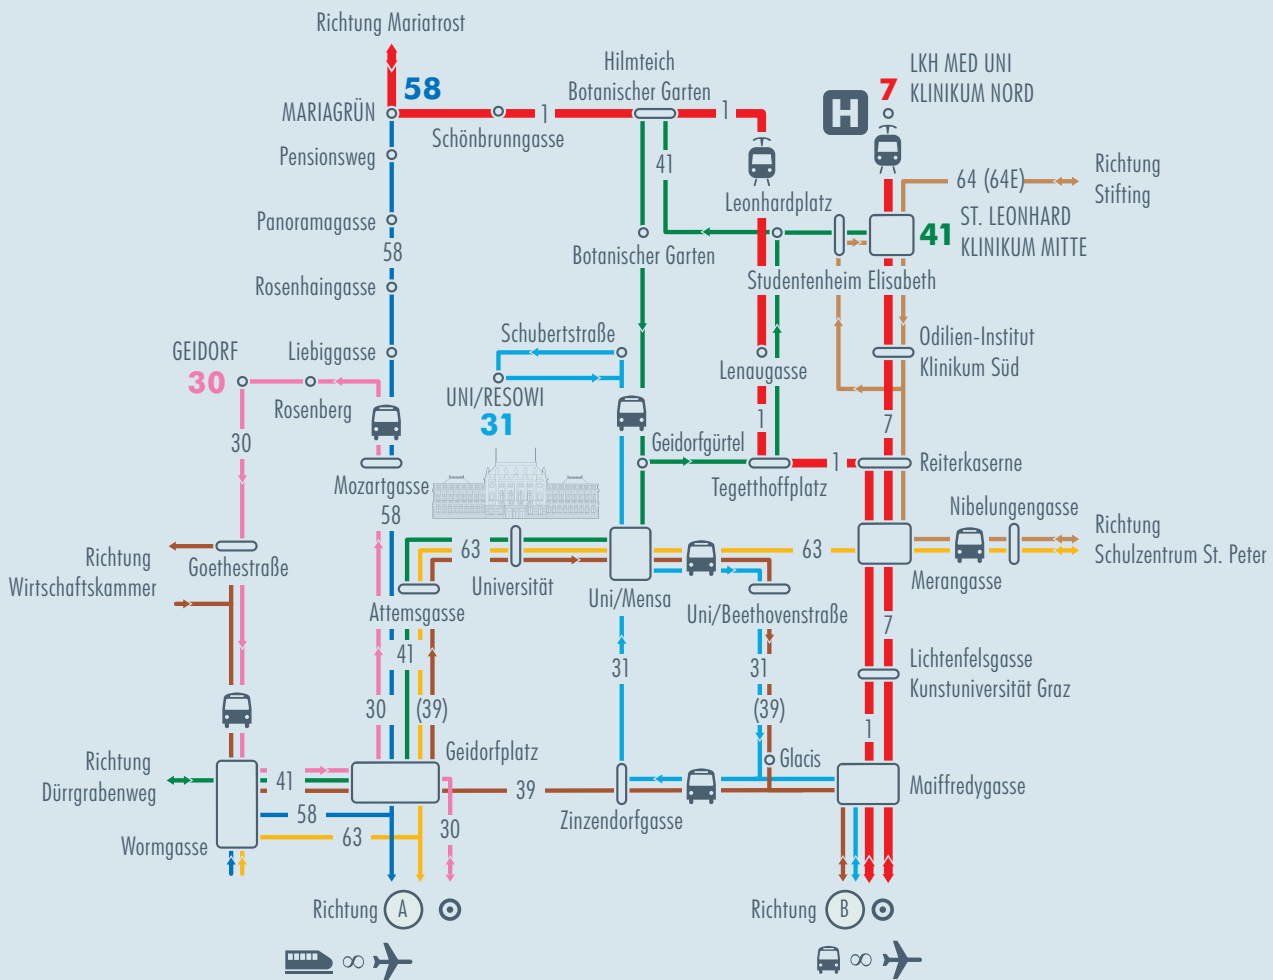 Richtung Mariatrost
58
MARIAGRÜN
Schönbrunngasse
1
Hilmteich
Botanischer Garten
1
7
LKH MED UNI
KLINIKUM NORD
H
Pensionsweg
41
64 (64E)
Richtung
Stifting
Panoramagasse
58
Leonhardplatz
41
ST. LEONHARD
KLINIKUM MITTE
Botanischer Garten
Studentenheim Elisabeth
Rosenhaingasse
Schubertstraße
Odilien-Institut
Klinikum Süd
Liebiggasse
GEIDORF
30
Rosenberg
UNI/RESOWI
31
Lenaugasse
1
7
30
Geidorfgürtel
Mozartgasse
Tegetthoffplatz
1
Reiterkaserne
58
Nibelungengasse
Richtung
Wirtschaftskammer
Goethestraße
63
Universität
Uni/Mensa
63
Merangasse
Richtung
Schulzentrum St. Peter
Attemsgasse
Uni/Beethovenstraße
7
41
31
31
Lichtenfelsgasse
Kunstuniversität Graz
30
(39)
(39)
1
Geidorfplatz
Glacis
Richtung
Dürrgrabenweg
41
39
Maiffredygasse
58
30
Zinzendorfgasse
63
Wormgasse
Richtung A
Richtung B